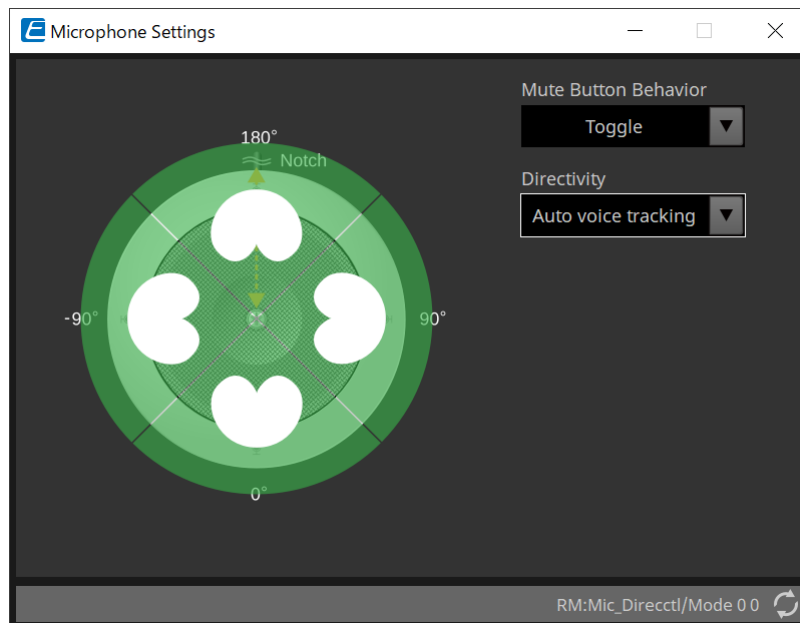 E Microphone Settings
Mute Button Behavior
Toggle
Directivity
Auto voice tracking
180°
Notch
-90°
90°
0°
RM:Mic_Direcctl/Mode 0 0